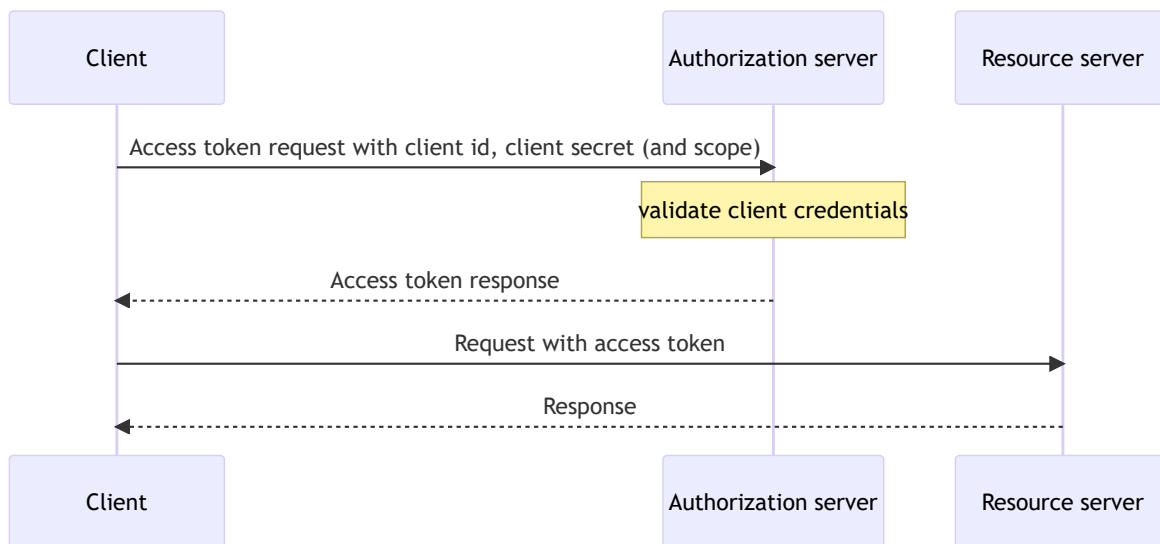 Client
Authorization server
Resource server
Access token request with client id, client secret (and scope)
validate client credentials
Access token response
Request with access token
Response
Client
Authorization server
Resource server